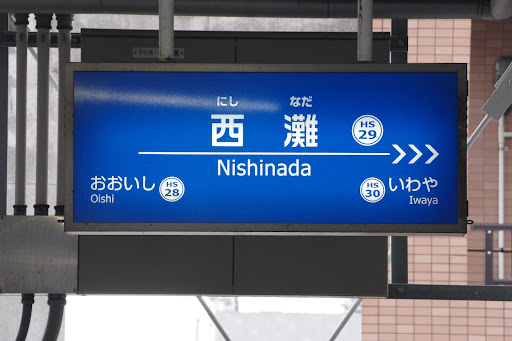 にし なだ
西灘 HS 29
Nishinada
おおいし HS 28 HS 30 いわや
Oishi Iwaya